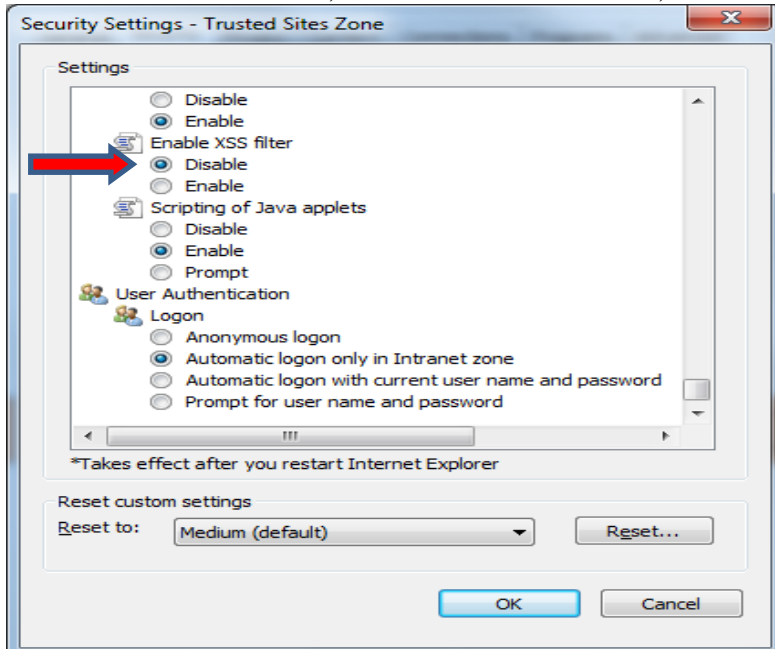 Security Settings - Trusted Sites Zone
Settings
Disable
Enable
Enable XSS filter
Disable
Enable
Scripting of Java applets
Disable
Enable
Prompt
User Authentication
Logon
Anonymous logon
Automatic logon only in Intranet zone
Automatic logon with current user name and password
Prompt for user name and password
*Takes effect after you restart Internet Explorer
Reset custom settings
Reset to: Medium (default) Reset...
OK Cancel